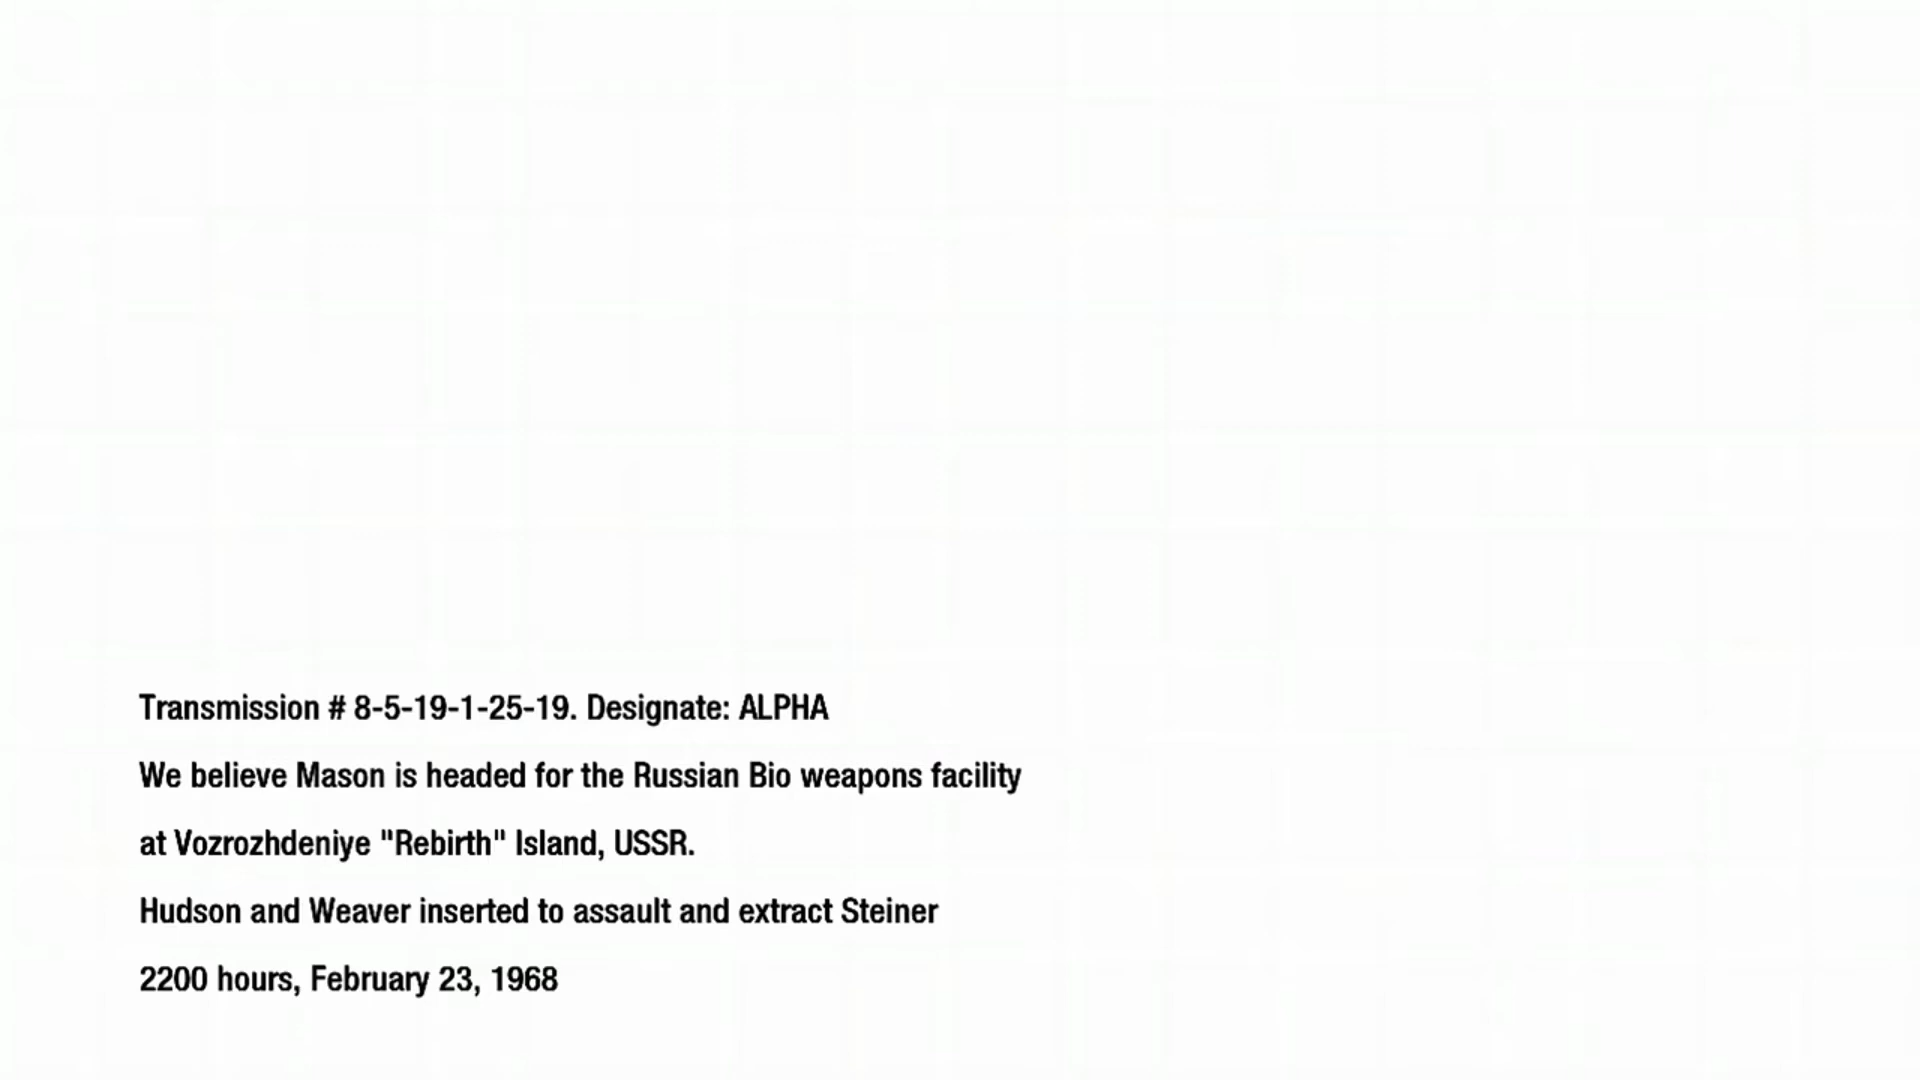 Transmission # 8-5-19-1-25-19. Designate: ALPHA
We believe Mason is headed for the Russian Bio weapons facility
at Vozrozhdeniye "Rebirth" Island, USSR.
Hudson and Weaver inserted to assault and extract Steiner
2200 hours, February 23, 1968